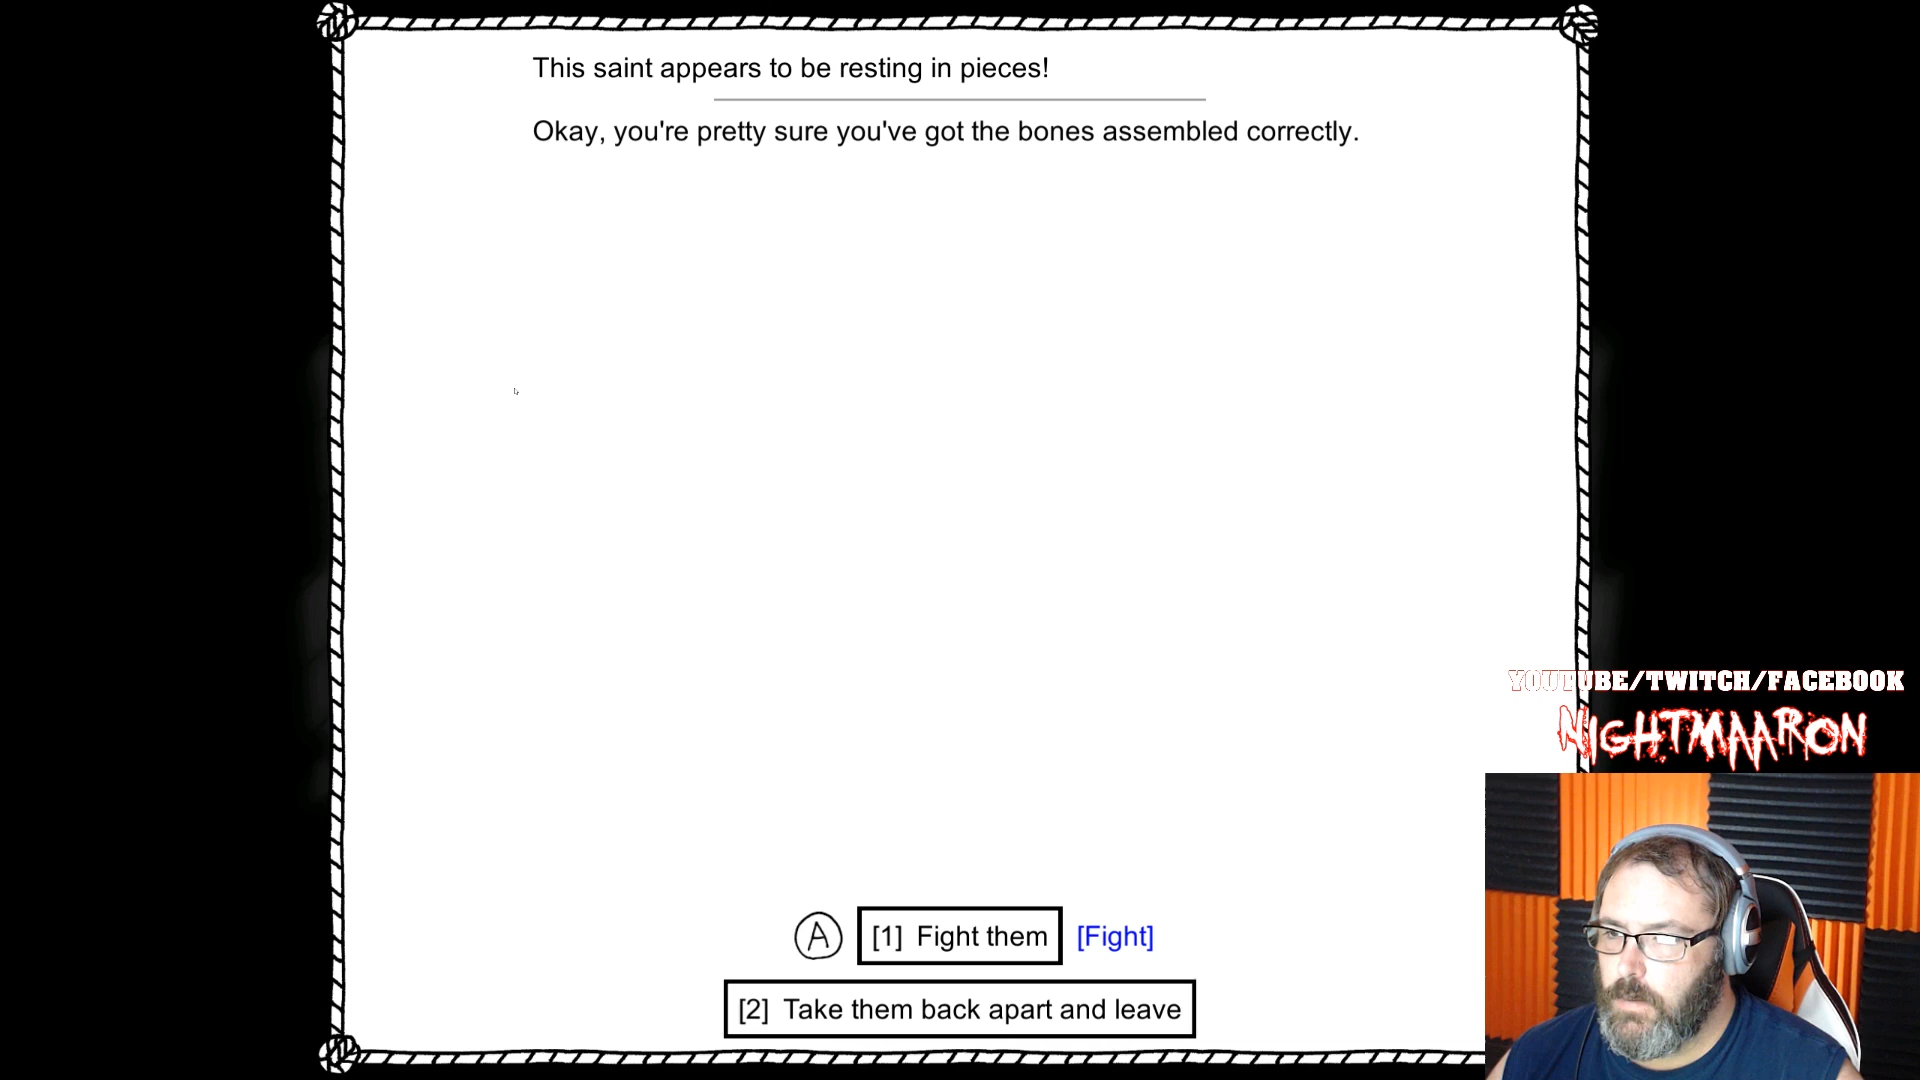 This saint appears to be resting in pieces!
Okay, you're pretty sure you've got the bones assembled correctly.
A [1] Fight them [Fight]
[2] Take them back apart and leave
YOUTUBE/TWITCH/FACEBOOK
NIGHTMAARON